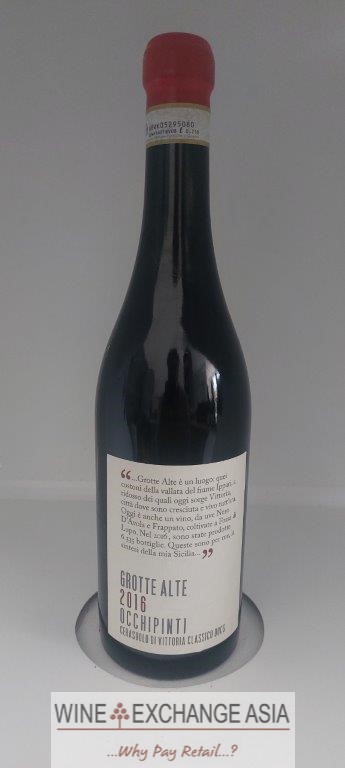 05295080
“...Grotte Alte è un luogo: quei
costoni della vallata del fiume Ippari, a
ridosso dei quali oggi sorge Vittoria,
città dove sono cresciuta e vivo tutt'ora.
Oggi è anche un vino, da uve Nero
D'Avola e Frappato, coltivate a Fossa di
Lupo. Nel 2016, sono state prodotte
6.535 bottiglie. Queste sono per me, la
sintesi della mia Sicilia...”
GROTTE ALTE
2016
OCCHIPINTI
CERASUOLO DI VITTORIA CLASSICO DOCG
WINE EXCHANGE ASIA
...Why Pay Retail...?